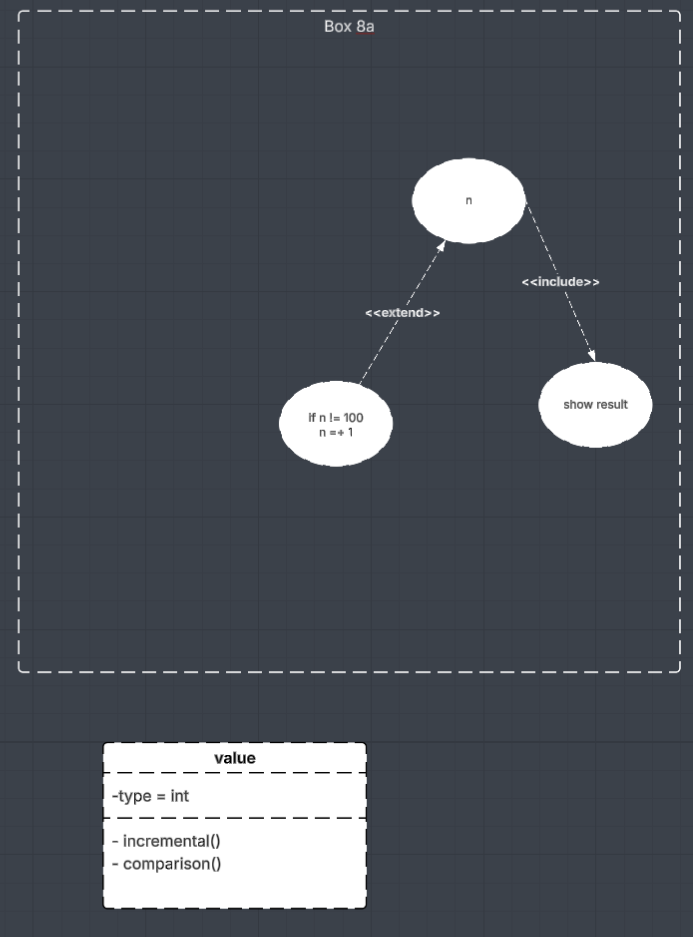 Box 8a
n
<<extend>>
<<include>>
if n != 100
n =+ 1
show result
value
-type = int
- incremental()
- comparison()